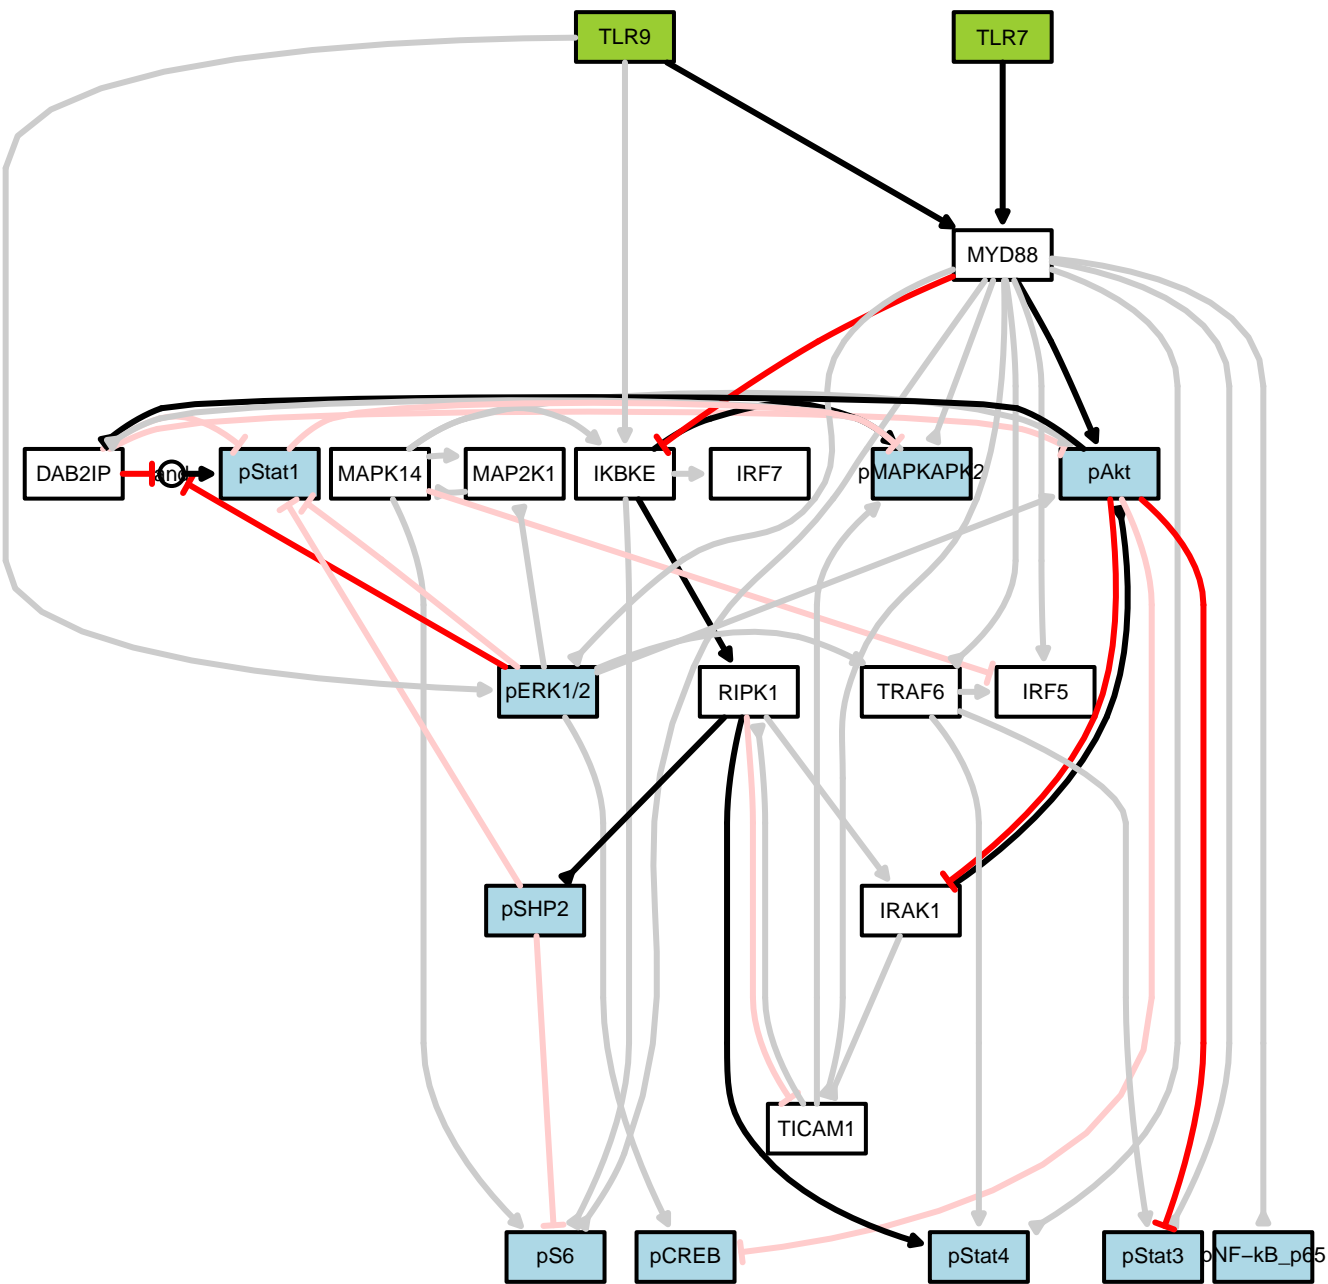 TLR9
TLR7
MYD88
DAB2IP
and
pStat1
MAPK14
MAP2K1
IKBKE
IRF7
pMAPKAPK2
pAkt
pERK1/2
RIPK1
TRAF6
IRF5
pSHP2
IRAK1
TICAM1
pS6
pCREB
pStat4
pStat3
pNF−kB_p65